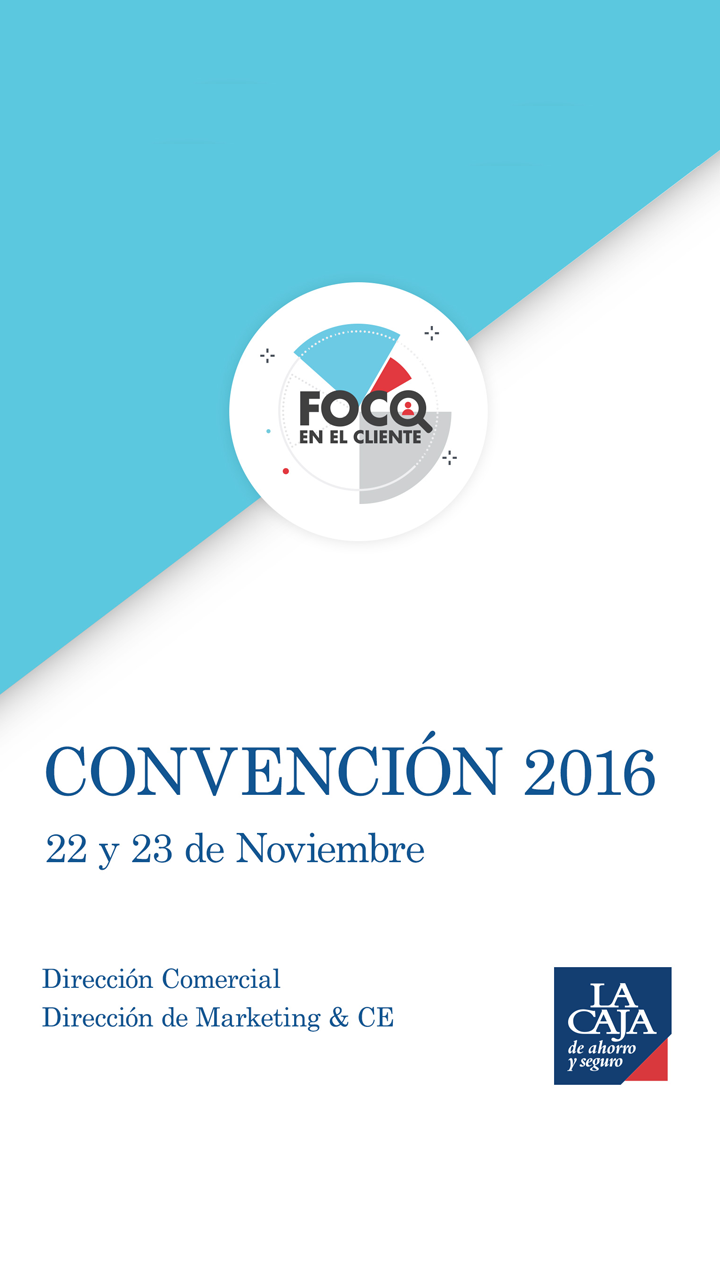 FOCO
EN EL CLIENTE
CONVENCIÓN 2016
22 y 23 de Noviembre
Dirección Comercial
Dirección de Marketing & CE
LA
CAJA
de ahorro
y seguro